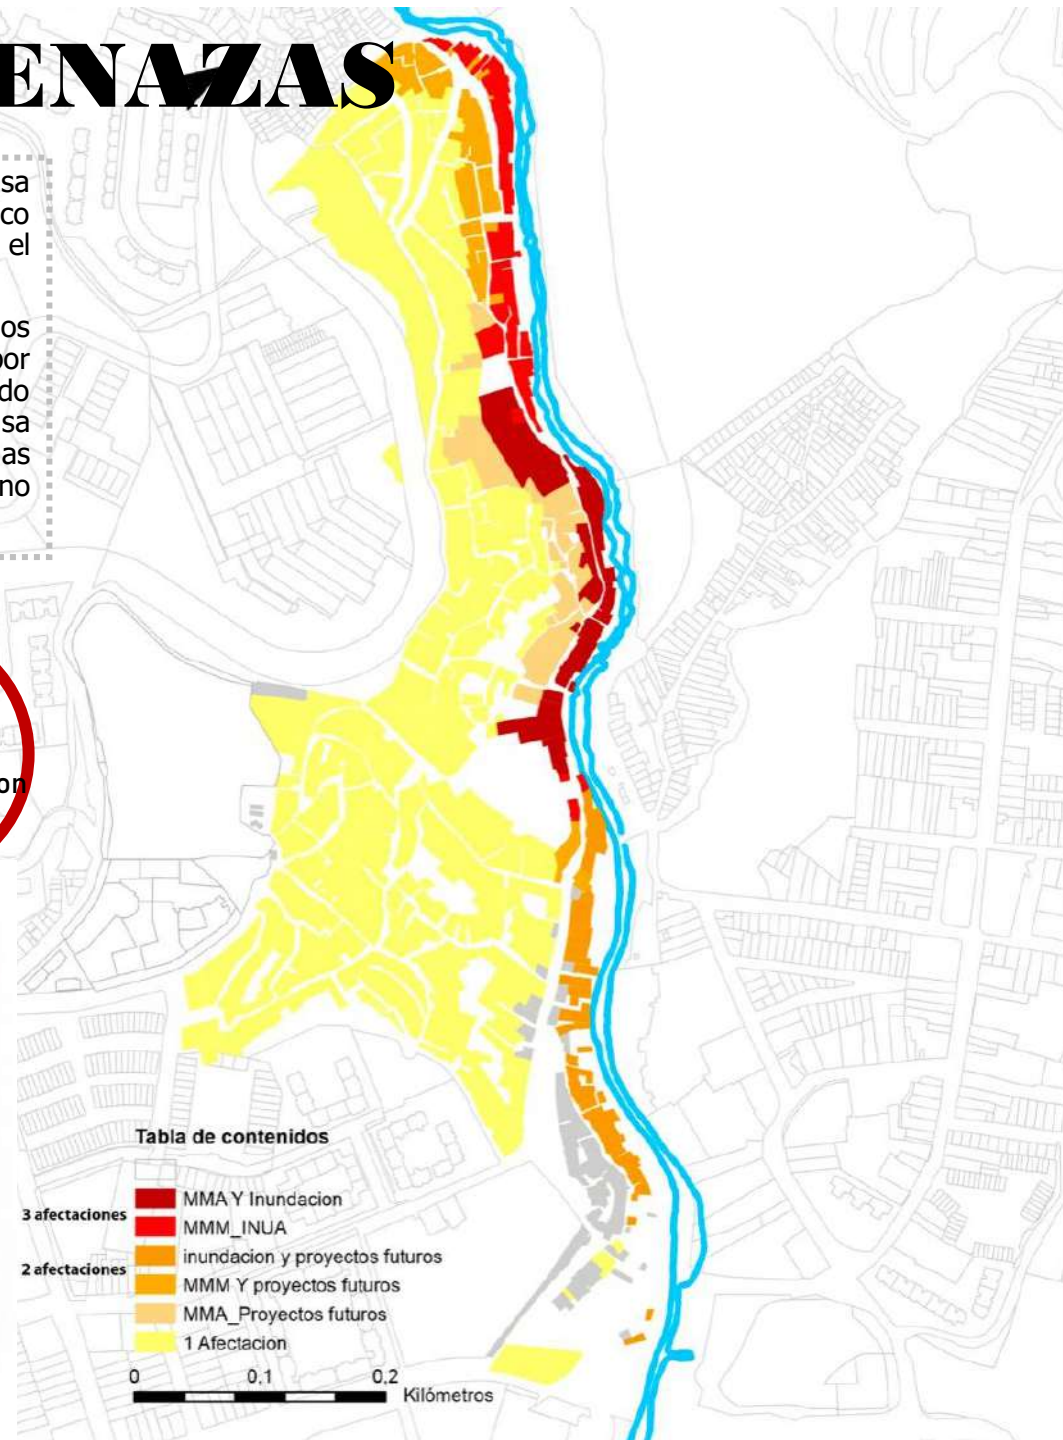 ENAZAS
sa
co
el
os
por
do
sa
as
no
on
Tabla de contenidos
3 afectaciones
MMA Y Inundacion
MMM_INUA
2 afectaciones
inundacion y proyectos futuros
MMM Y proyectos futuros
MMA_Proyectos futuros
1 Afectacion
0 0,1 0,2
Kilómetros